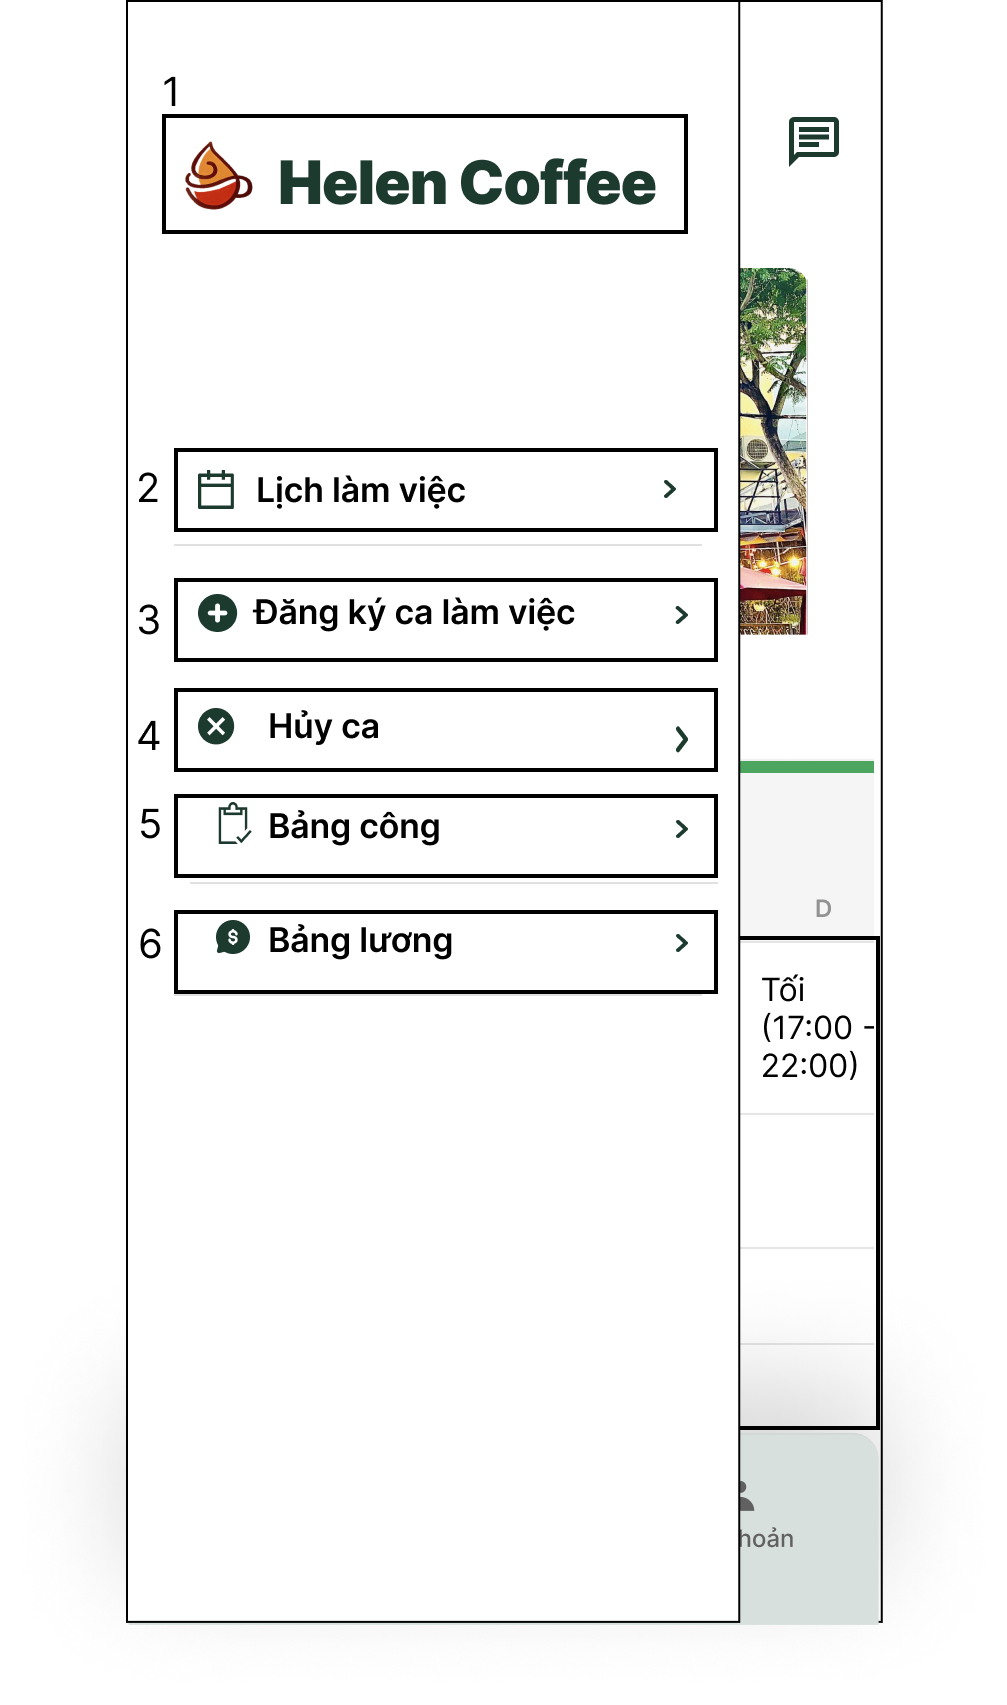 1
Helen Coffee
2
Lịch làm việc
3
Đăng ký ca làm việc
4
Hủy ca
5
Bảng công
6
Bảng lương
D
Tối
(17:00 -
22:00)
hoản